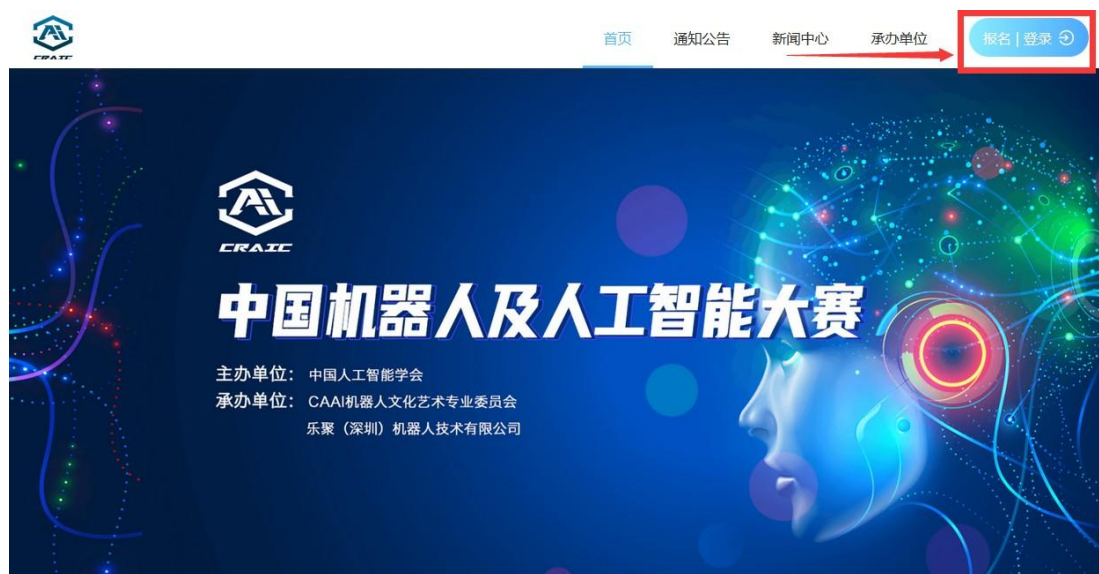 AI
CRAIC
首页 通知公告 新闻中心 承办单位 报名 | 登录
AI
CRAIC
中国机器人及人工智能大赛
主办单位： 中国人工智能学会
承办单位： CAAI机器人文化艺术专业委员会
乐聚（深圳）机器人技术有限公司